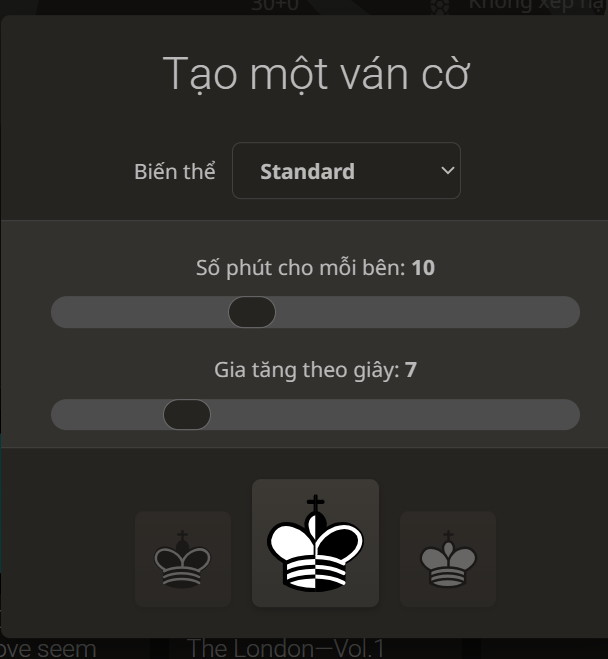 30+0 Không xếp hạ
Tạo một ván cờ
Biến thể Standard
Số phút cho mỗi bên: 10
Gia tăng theo giây: 7
ove seem The London—Vol.1